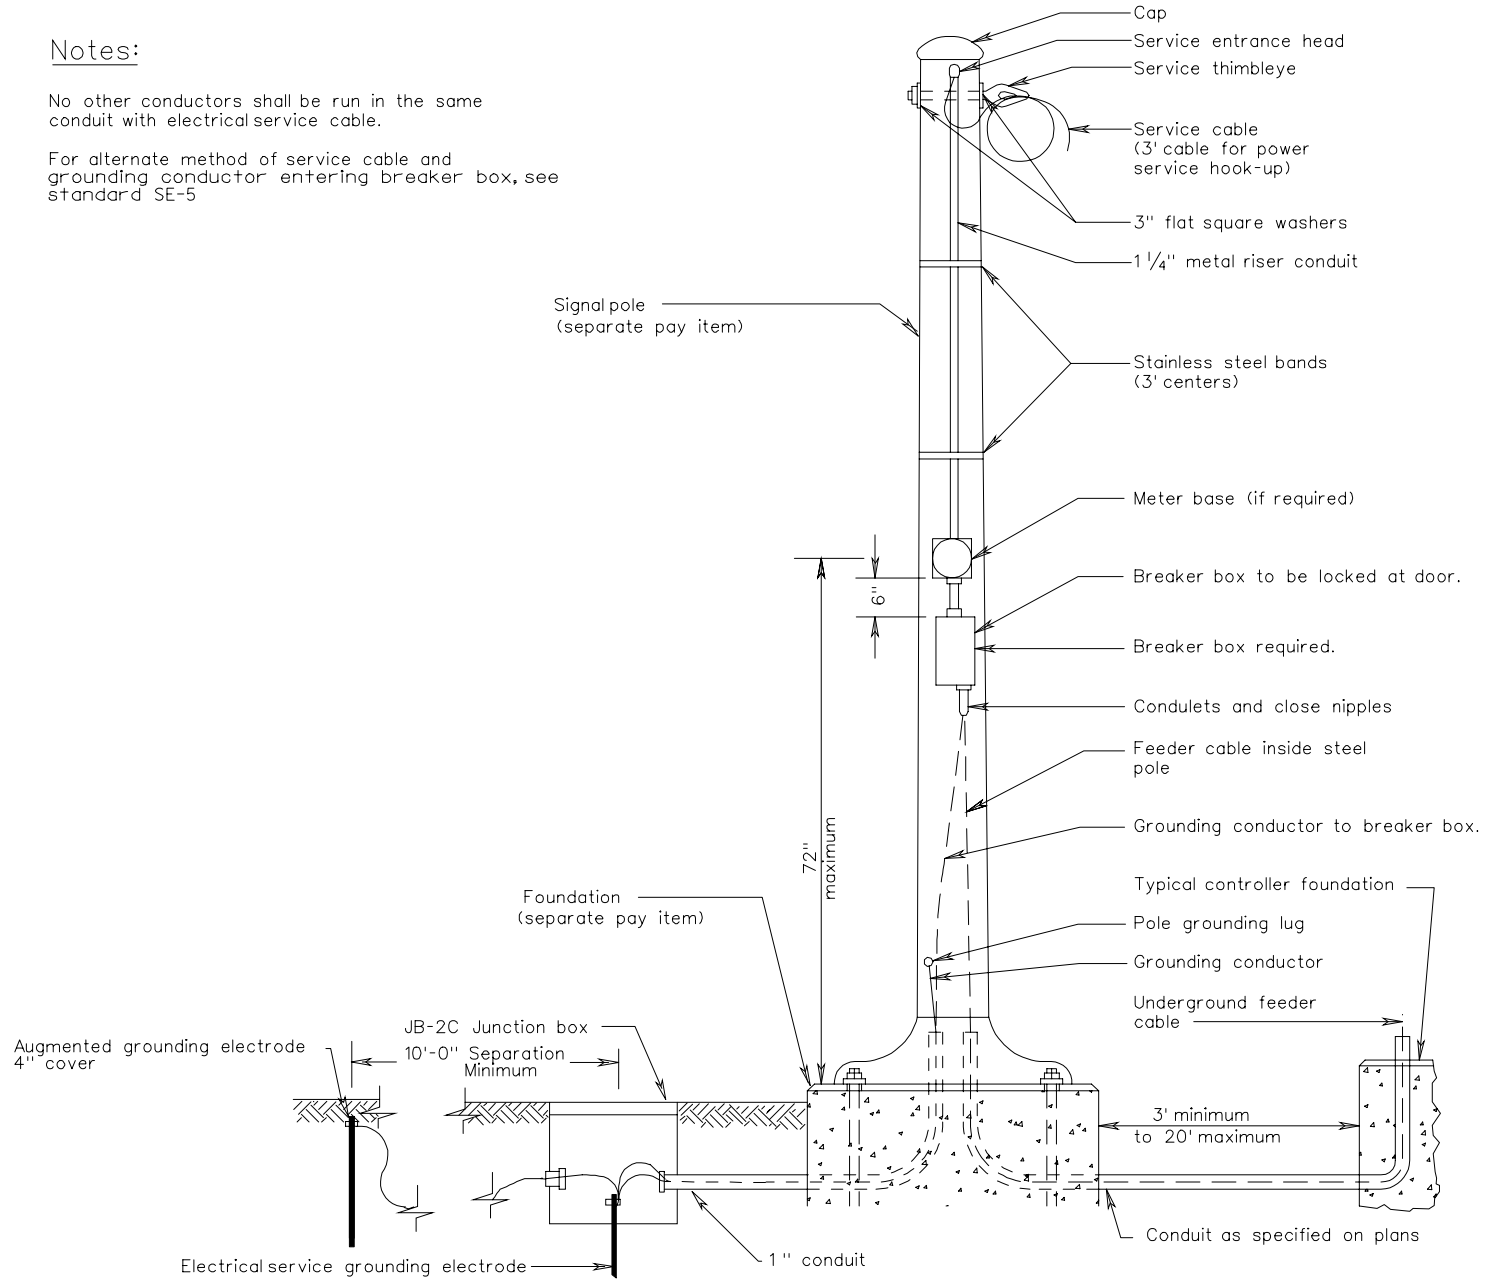 Notes:
No other conductors shall be run in the same
conduit with electrical service cable.
For alternate method of service cable and
grounding conductor entering breaker box, see
standard SE-5
Cap
Service entrance head
Service thimbleye
Service cable
(3' cable for power
service hook-up)
3" flat square washers
1 1/4" metal riser conduit
Signal pole
(separate pay item)
Stainless steel bands
(3' centers)
Meter base (if required)
Breaker box to be locked at door.
6"
Breaker box required.
Condulets and close nipples
Feeder cable inside steel
pole
72"
maximum
Grounding conductor to breaker box.
Typical controller foundation
Foundation
(separate pay item)
Pole grounding lug
Grounding conductor
Underground feeder
cable
JB-2C Junction box
Augmented grounding electrode
4" cover
10'-0" Separation
Minimum
3' minimum
to 20' maximum
Conduit as specified on plans
1" conduit
Electrical service grounding electrode